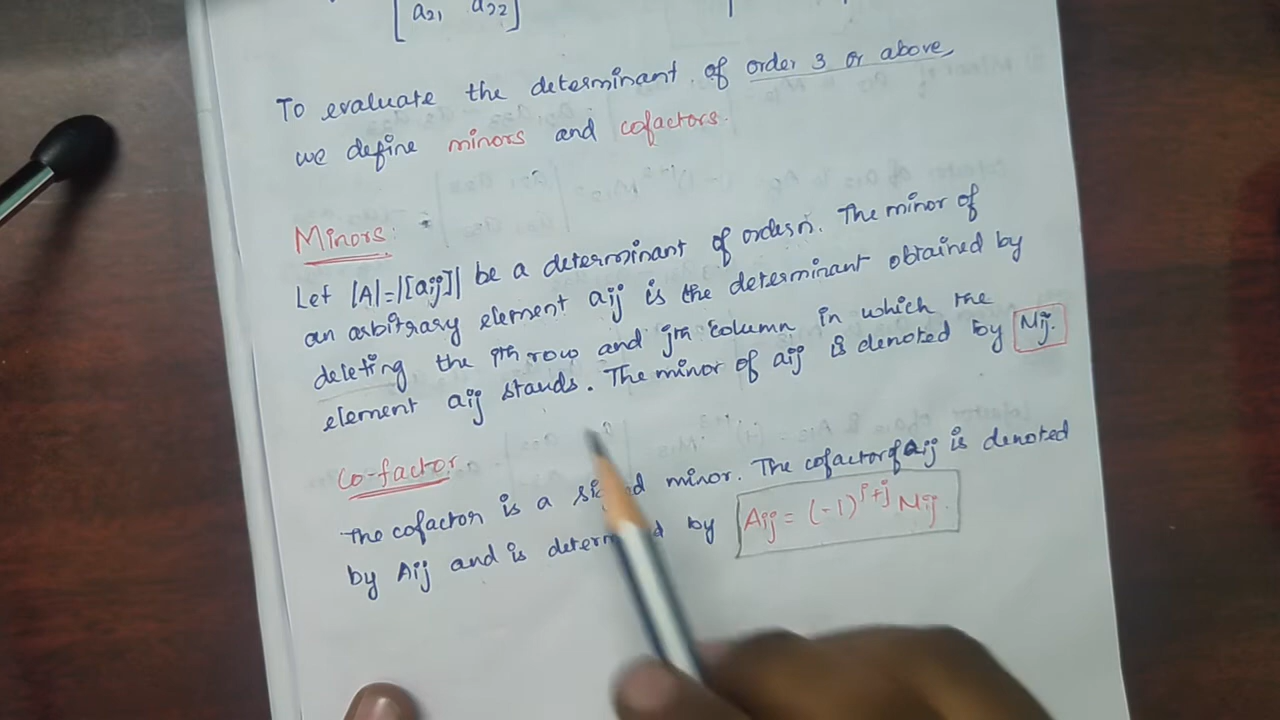 [a21 a22]
To evaluate the determinant of order 3 or above,
we define minors and cofactors.
Minors:
Let |A|=|[aij]| be a determinant of order n. The minor of
an arbitrary element aij is the determinant obtained by
deleting the ith row and jth column in which the
element aij stands. The minor of aij is denoted by Mij.
Co-factor
The cofactor is a minor. The cofactor of aij is denoted
by Aij and is by Aij = (-1)^i+j Mij